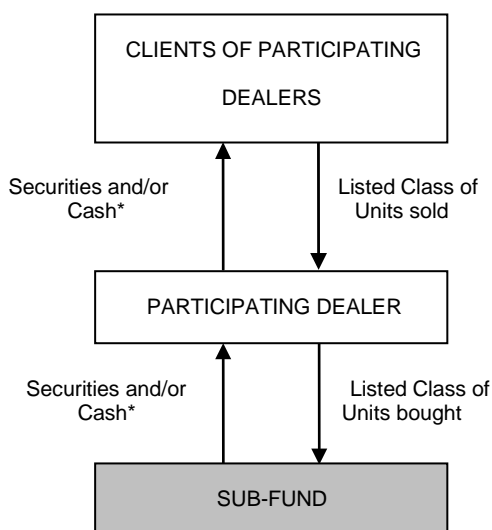 CLIENTS OF PARTICIPATING
DEALERS
Securities and/or
Cash*
Listed Class of
Units sold
PARTICIPATING DEALER
Securities and/or
Cash*
Listed Class of
Units bought
SUB-FUND